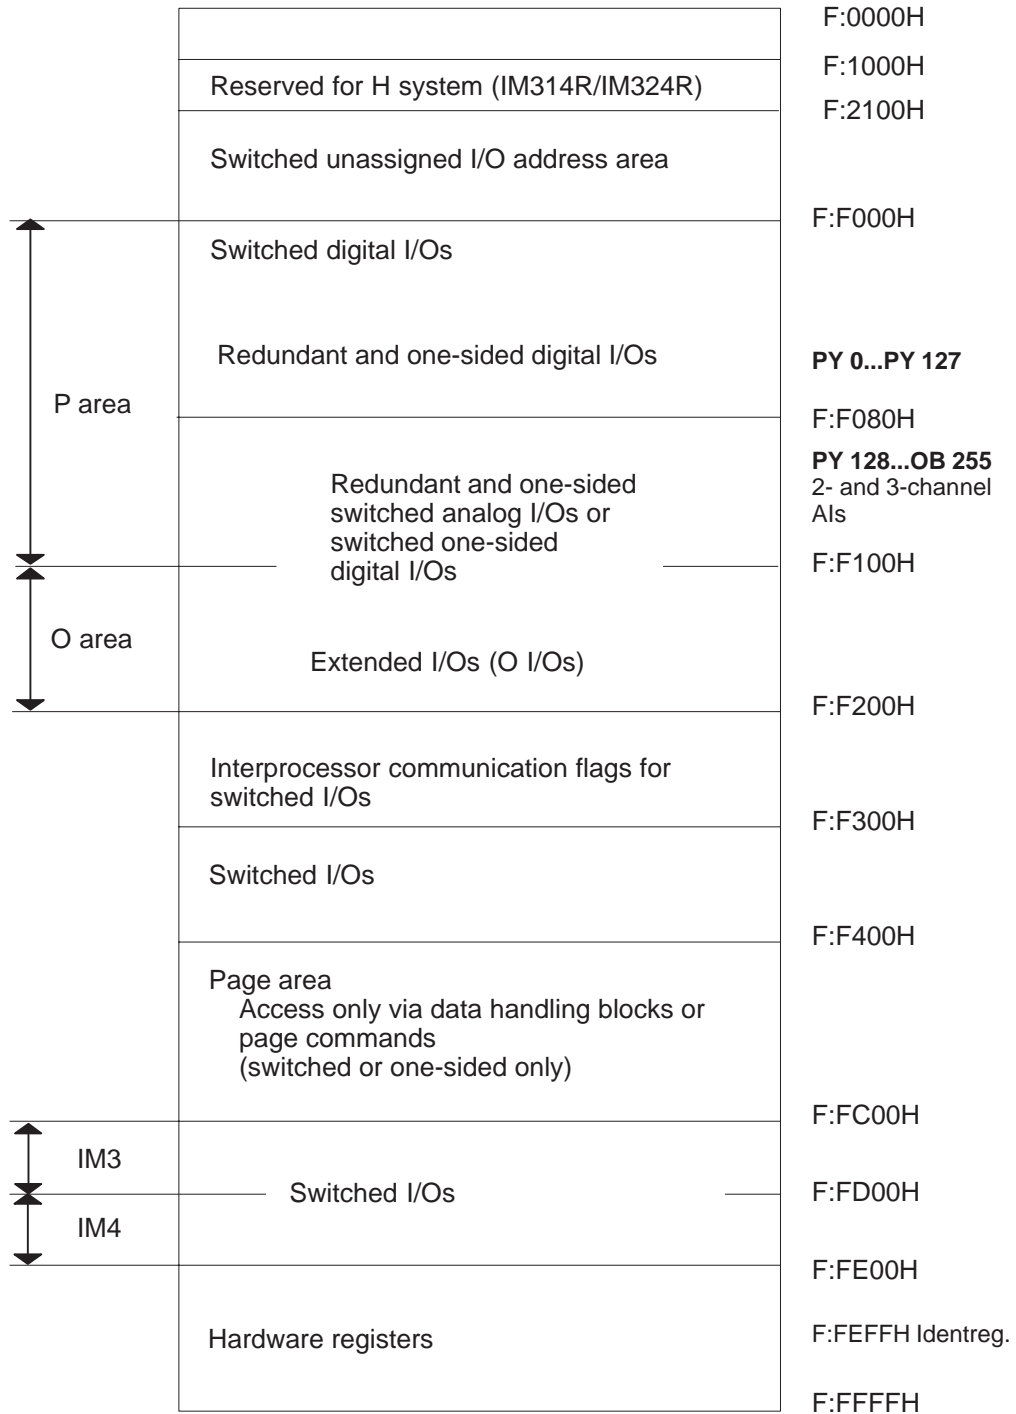 F:0000H
F:1000H
Reserved for H system (IM314R/IM324R)
F:2100H
Switched unassigned I/O address area
F:F000H
Switched digital I/Os
Redundant and one-sided digital I/Os
PY 0...PY 127
P area
F:F080H
PY 128...OB 255
2- and 3-channel
AIs
Redundant and one-sided
switched analog I/Os or
switched one-sided
digital I/Os
F:F100H
O area
Extended I/Os (O I/Os)
F:F200H
Interprocessor communication flags for
switched I/Os
F:F300H
Switched I/Os
F:F400H
Page area
Access only via data handling blocks or
page commands
(switched or one-sided only)
F:FC00H
IM3
Switched I/Os
F:FD00H
IM4
F:FE00H
Hardware registers
F:FEFFH Identreg.
F:FFFFH